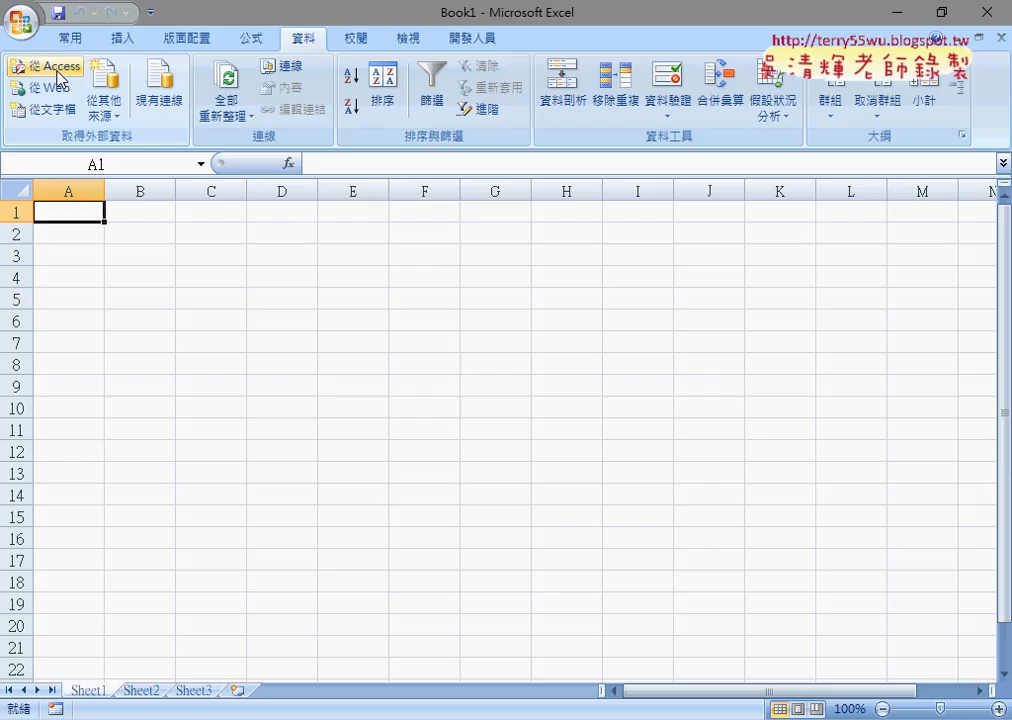 Book1 - Microsoft Excel
常用 插入 版面配置 公式 資料 校閱 檢視 開發人員
http://terry55wu.blogspot.tw
吳清輝老師錄製
從 Access
從 Web
從文字檔
從其他來源
現有連線
取得外部資料
全部重新整理
連線
內容
編輯連結
連線
排序
篩選
清除
重新套用
進階
排序與篩選
資料剖析 移除重複 資料驗證 合併彙算 假設狀況分析
資料工具
群組 取消群組 小計
大綱
A1 fx
A B C D E F G H I J K L M N
1
2
3
4
5
6
7
8
9
10
11
12
13
14
15
16
17
18
19
20
21
22
Sheet1 Sheet2 Sheet3
就緒 100%